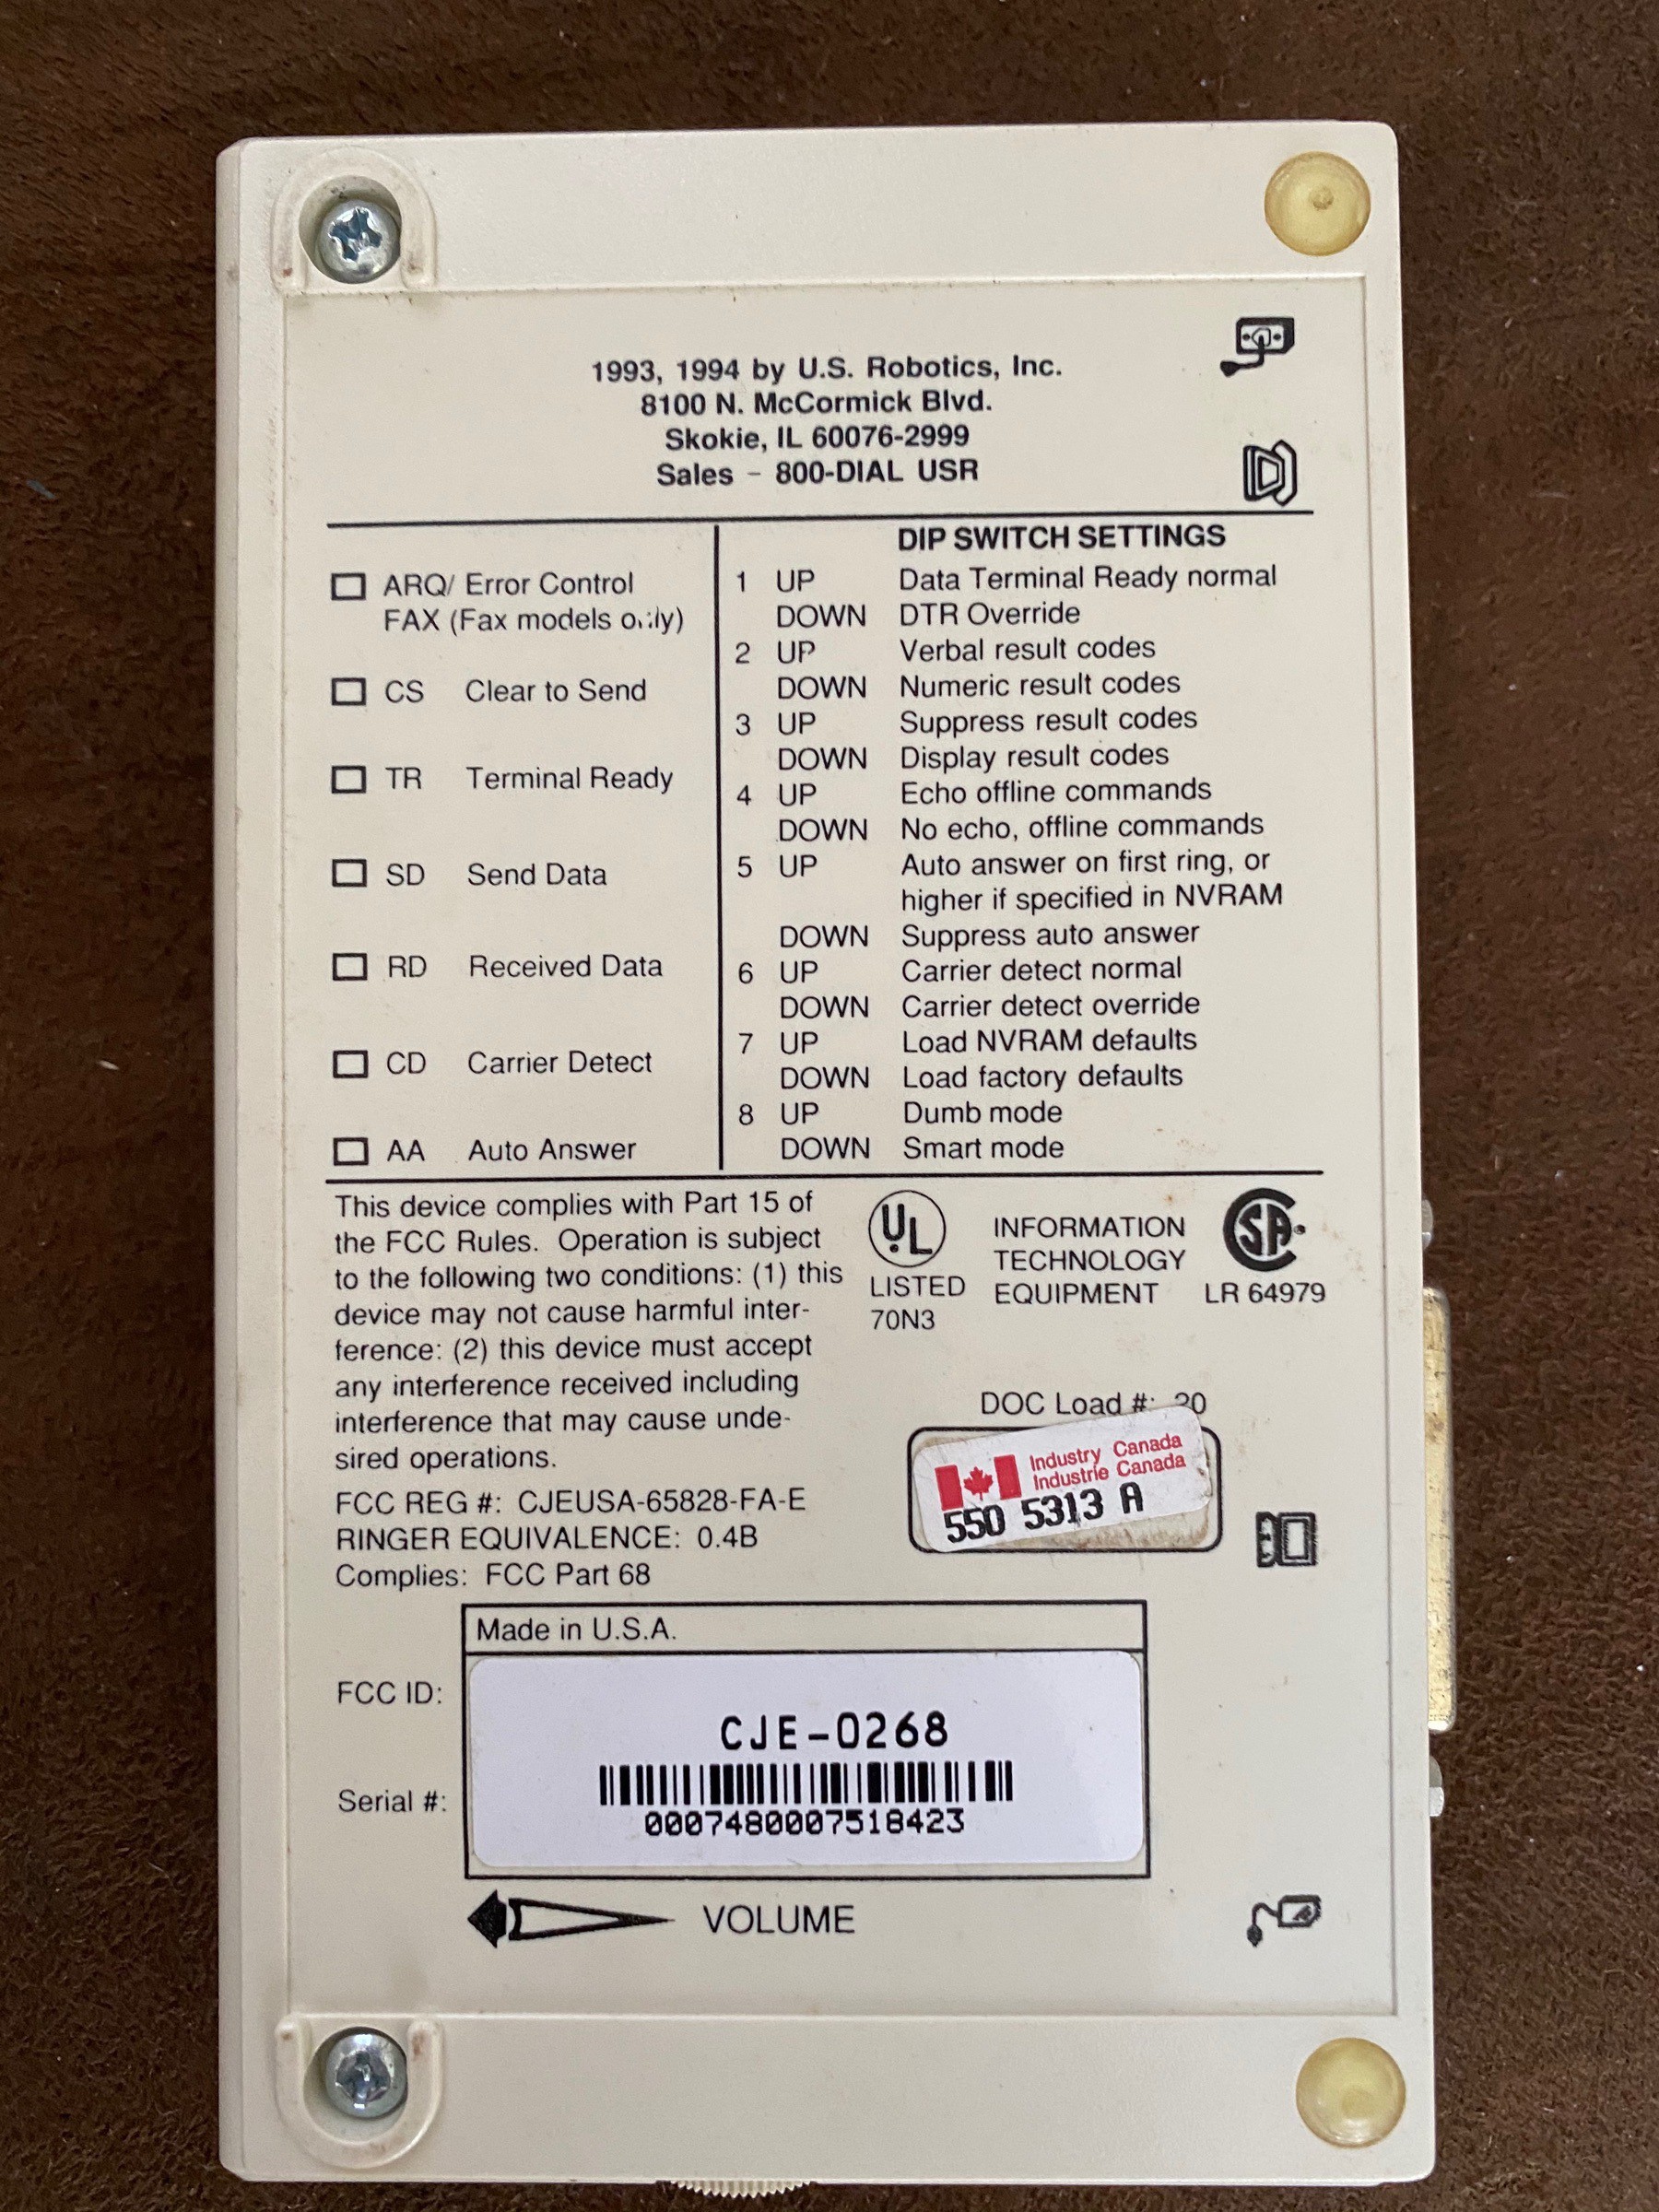 1993, 1994 by U.S. Robotics, Inc.
8100 N. McCormick Blvd.
Skokie, IL 60076-2999
Sales – 800-DIAL USR
ARQ/ Error Control
FAX (Fax models only)
CS Clear to Send
TR Terminal Ready
SD Send Data
RD Received Data
CD Carrier Detect
AA Auto Answer
DIP SWITCH SETTINGS
1 UP Data Terminal Ready normal
DOWN DTR Override
2 UP Verbal result codes
DOWN Numeric result codes
3 UP Suppress result codes
DOWN Display result codes
4 UP Echo offline commands
DOWN No echo, offline commands
5 UP Auto answer on first ring, or
higher if specified in NVRAM
DOWN Suppress auto answer
6 UP Carrier detect normal
DOWN Carrier detect override
7 UP Load NVRAM defaults
DOWN Load factory defaults
8 UP Dumb mode
DOWN Smart mode
This device complies with Part 15 of
the FCC Rules. Operation is subject
to the following two conditions: (1) this
device may not cause harmful inter-
ference: (2) this device must accept
any interference received including
interference that may cause unde-
sired operations.
FCC REG #: CJEUSA-65828-FA-E
RINGER EQUIVALENCE: 0.4B
Complies: FCC Part 68
UL
LISTED
70N3
INFORMATION
TECHNOLOGY
EQUIPMENT
SA
LR 64979
DOC Load #: 20
Industry Canada
Industrie Canada
550 5313 A
Made in U.S.A.
FCC ID:
CJE-0268
Serial #:
0007480007518423
VOLUME